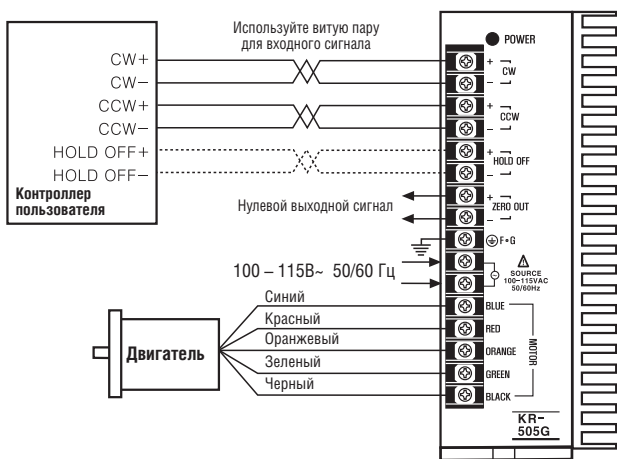 Используйте витую пару
для входного сигнала
POWER
CW+
CW−
CCW+
CCW−
HOLD OFF+
HOLD OFF−
Контроллер
пользователя
+
CW
−
+
CCW
−
+
HOLD OFF
−
Нулевой выходной сигнал
+
ZERO OUT
−
F•G
100 – 115В~ 50/60 Гц
SOURCE
100-115VAC
50/60Hz
Двигатель
Синий
Красный
Оранжевый
Зеленый
Черный
BLUE
RED
ORANGE
GREEN
BLACK
MOTOR
KR-
505G